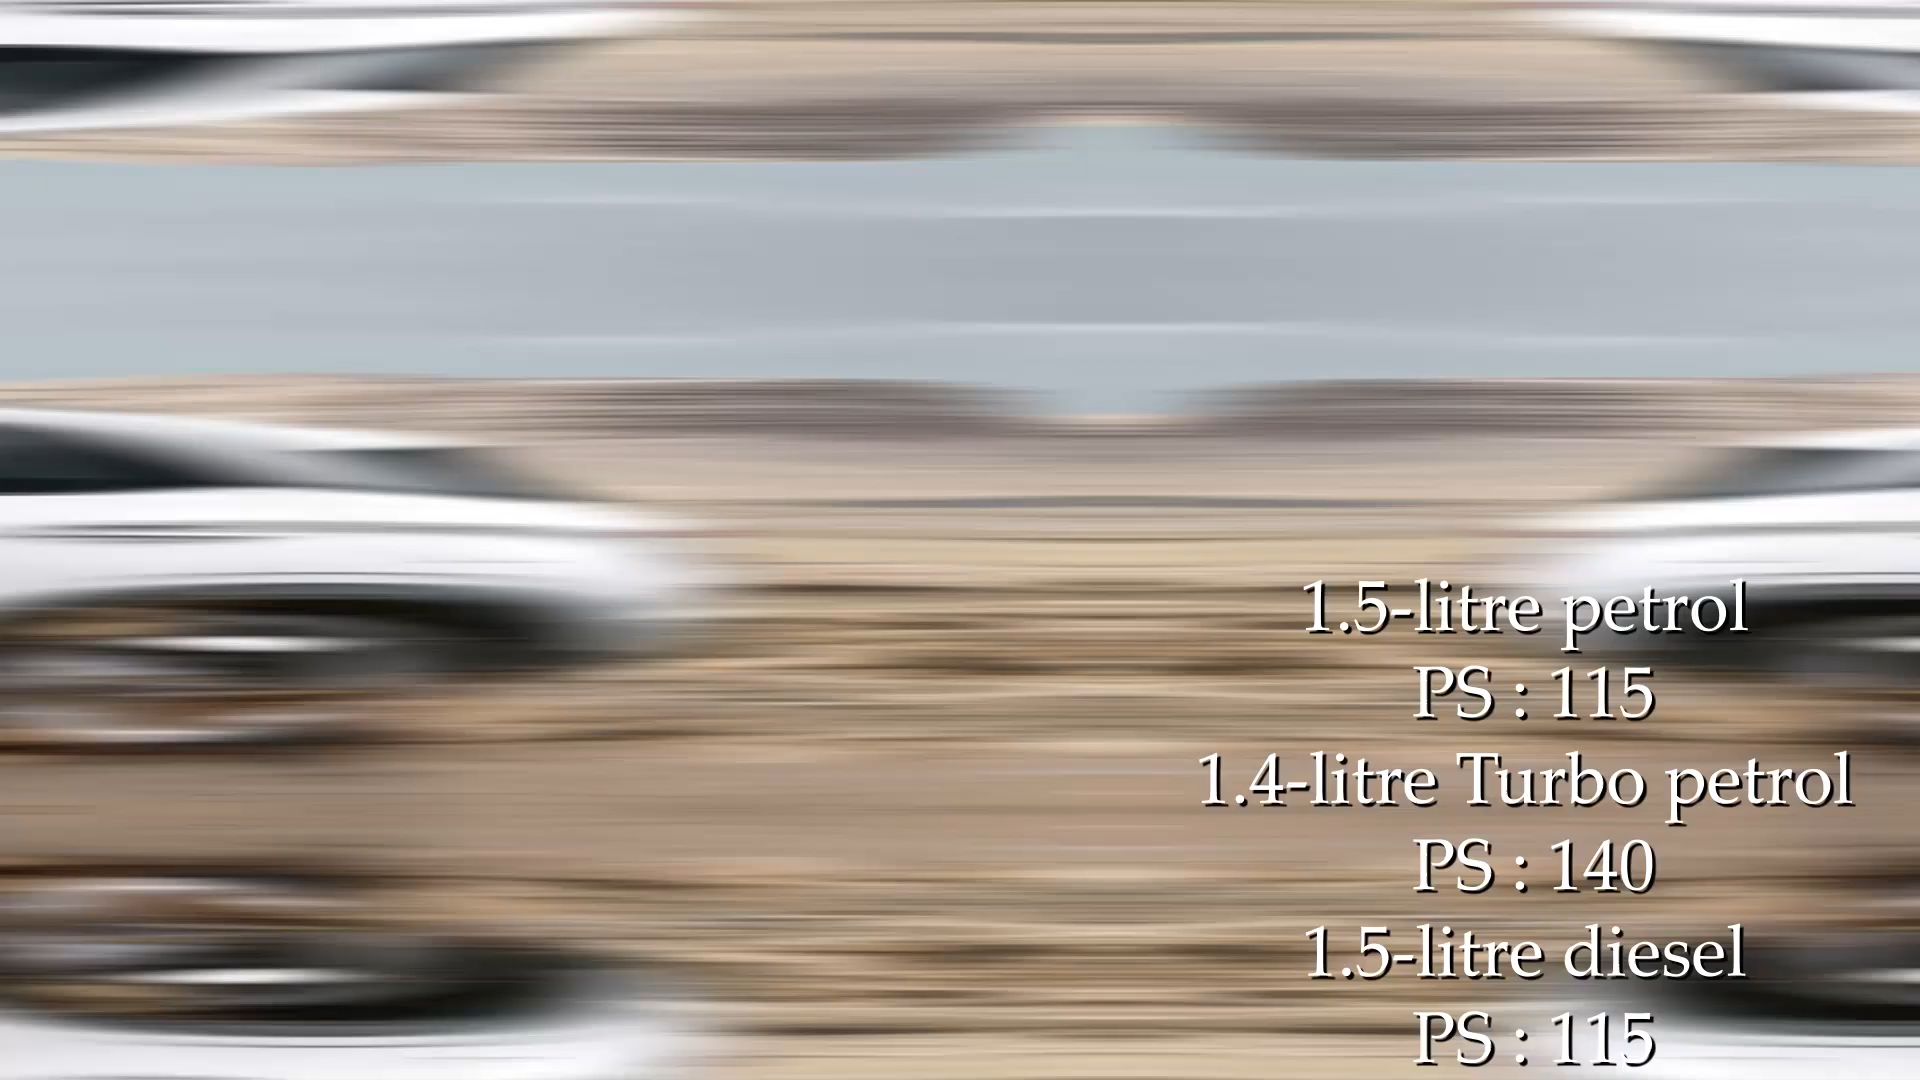 1.5-litre petrol
PS : 115
1.4-litre Turbo petrol
PS : 140
1.5-litre diesel
PS : 115